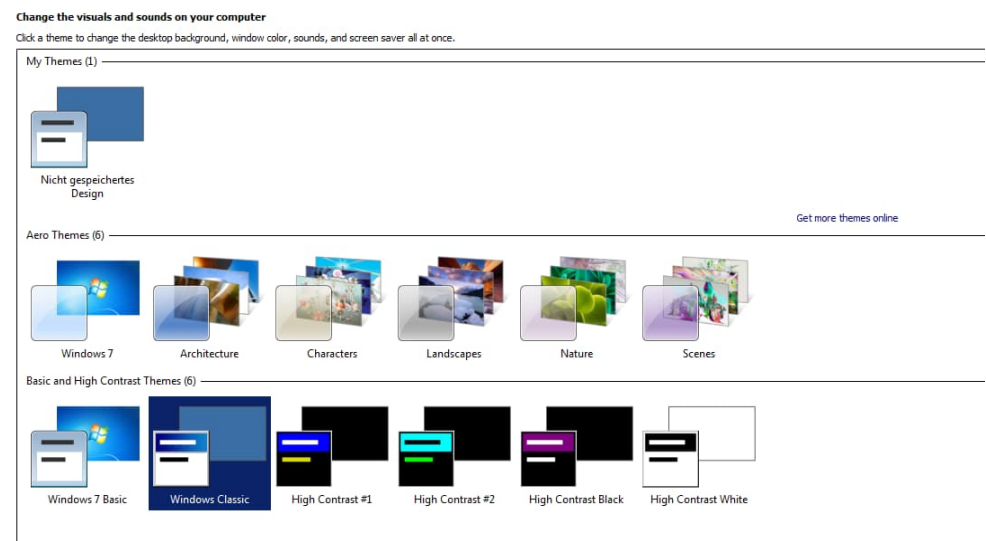 Change the visuals and sounds on your computer
Click a theme to change the desktop background, window color, sounds, and screen saver all at once.
My Themes (1)
Nicht gespeichertes
Design
Get more themes online
Aero Themes (6)
Windows 7
Architecture
Characters
Landscapes
Nature
Scenes
Basic and High Contrast Themes (6)
Windows 7 Basic
Windows Classic
High Contrast #1
High Contrast #2
High Contrast Black
High Contrast White